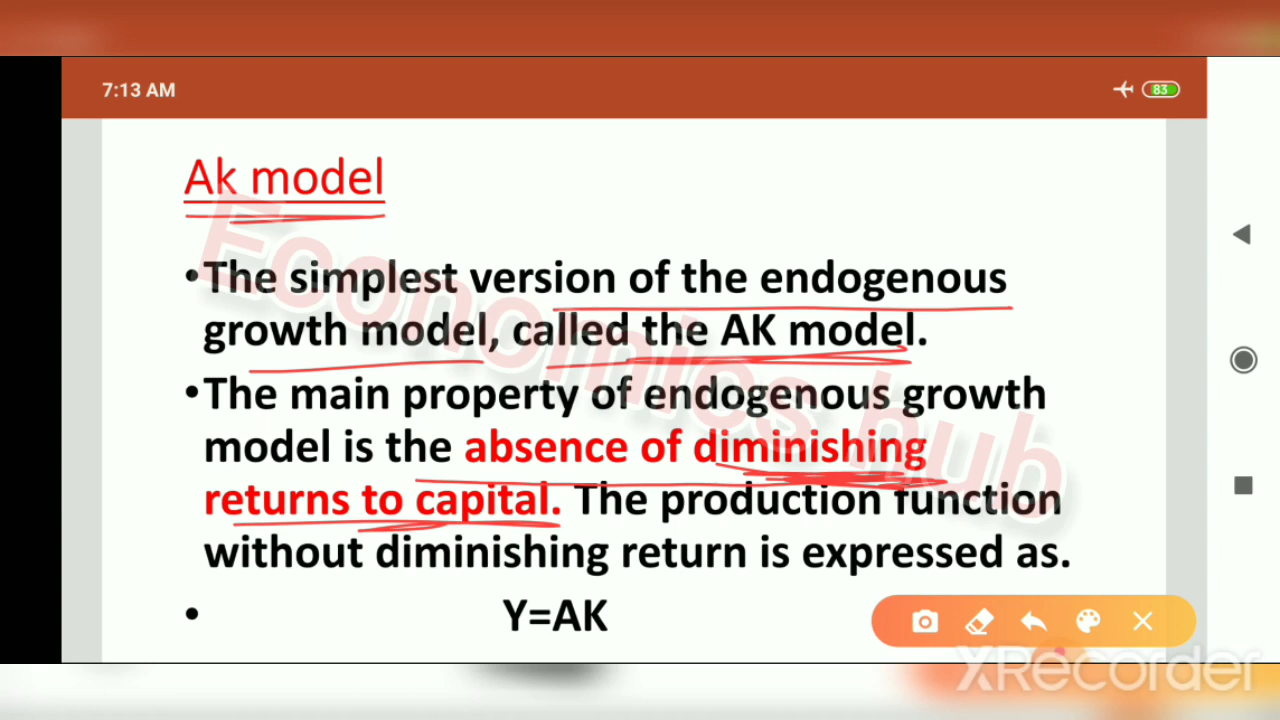 7:13 AM
83
Ak model
•The simplest version of the endogenous
growth model, called the AK model.
•The main property of endogenous growth
model is the absence of diminishing
returns to capital. The production function
without diminishing return is expressed as.
• Y=AK
Economics hub
XRecorder